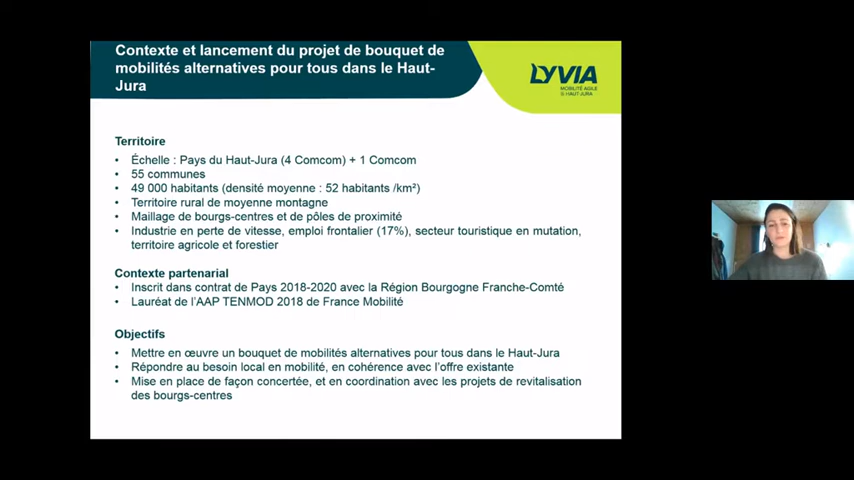 Contexte et lancement du projet de bouquet de
mobilités alternatives pour tous dans le Haut-
Jura
LYVIA
MOBILITÉ AGILE
& HAUT-JURA
Territoire
• Échelle : Pays du Haut-Jura (4 Comcom) + 1 Comcom
• 55 communes
• 49 000 habitants (densité moyenne : 52 habitants /km²)
• Territoire rural de moyenne montagne
• Maillage de bourgs-centres et de pôles de proximité
• Industrie en perte de vitesse, emploi frontalier (17%), secteur touristique en mutation,
territoire agricole et forestier
Contexte partenarial
• Inscrit dans contrat de Pays 2018-2020 avec la Région Bourgogne Franche-Comté
• Lauréat de l'AAP TENMOD 2018 de France Mobilité
Objectifs
• Mettre en œuvre un bouquet de mobilités alternatives pour tous dans le Haut-Jura
• Répondre au besoin local en mobilité, en cohérence avec l'offre existante
• Mise en place de façon concertée, et en coordination avec les projets de revitalisation
des bourgs-centres